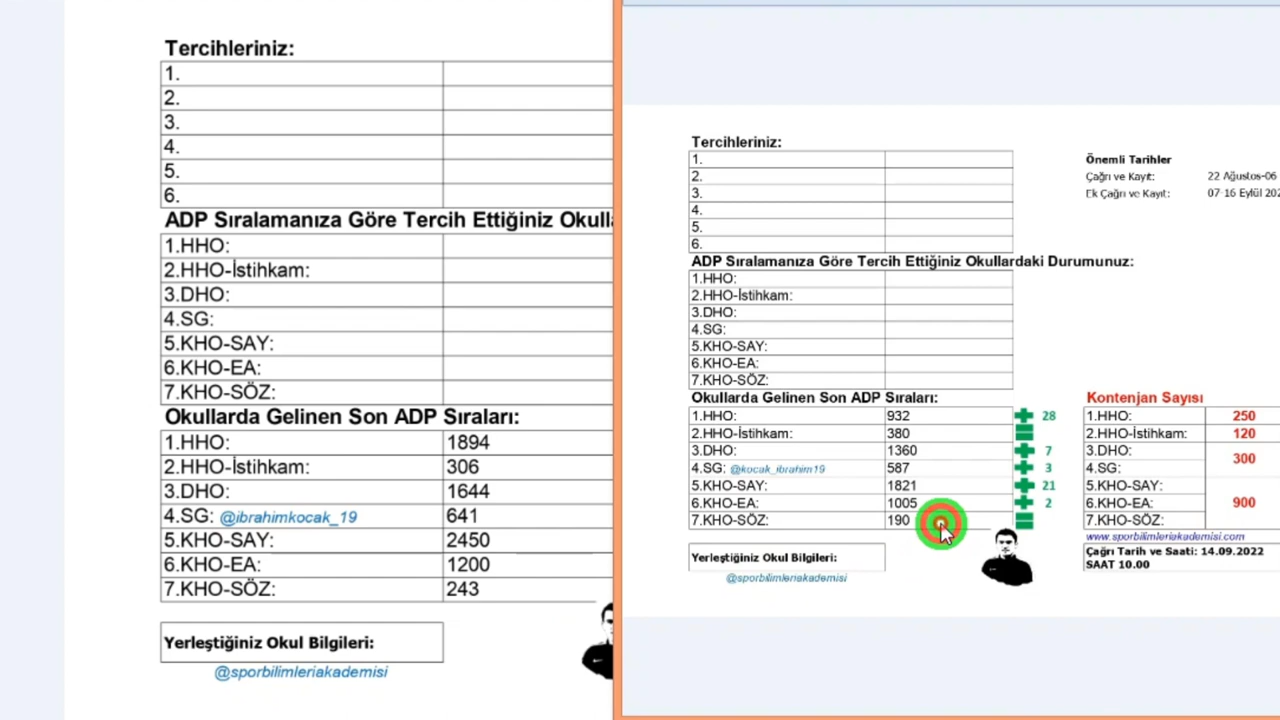 Tercihleriniz:
1.
2.
3.
4.
5.
6.
ADP Sıralamanıza Göre Tercih Ettiğiniz
1.HHO:
2.HHO-İstihkam:
3.DHO:
4.SG:
5.KHO-SAY:
6.KHO-EA:
7.KHO-SÖZ:
Okullarda Gelinen Son ADP Sıraları:
1.HHO: 1894
2.HHO-İstihkam: 306
3.DHO: 1644
4.SG: @ibrahimkocak_19 641
5.KHO-SAY: 2450
6.KHO-EA: 1200
7.KHO-SÖZ: 243
Yerleştiğiniz Okul Bilgileri:
@sporbilimleriakademisi
Tercihleriniz:
1.
2.
3.
4.
5.
6.
Önemli Tarihler
Çağrı ve Kayıt: 22 Ağustos-06
Ek Çağrı ve Kayıt: 07-16 Eylül
ADP Sıralamanıza Göre Tercih Ettiğiniz Okullardaki Durumunuz:
1.HHO:
2.HHO-İstihkam:
3.DHO:
4.SG:
5.KHO-SAY:
6.KHO-EA:
7.KHO-SÖZ:
Okullarda Gelinen Son ADP Sıraları:
1.HHO: 932 + 28
2.HHO-İstihkam: 380 =
3.DHO: 1360 + 7
4.SG: @kocak_ibrahim19 587 + 3
5.KHO-SAY: 1821 + 21
6.KHO-EA: 1005 + 2
7.KHO-SÖZ: 190 =
Kontenjan Sayısı
1.HHO: 250
2.HHO-İstihkam: 120
3.DHO: 300
4.SG:
5.KHO-SAY:
6.KHO-EA: 900
7.KHO-SÖZ:
www.sporbilimleriakademisi.com
Yerleştiğiniz Okul Bilgileri:
@sporbilimleriakademisi
Çağrı Tarih ve Saati: 14.09.2022
SAAT 10.00